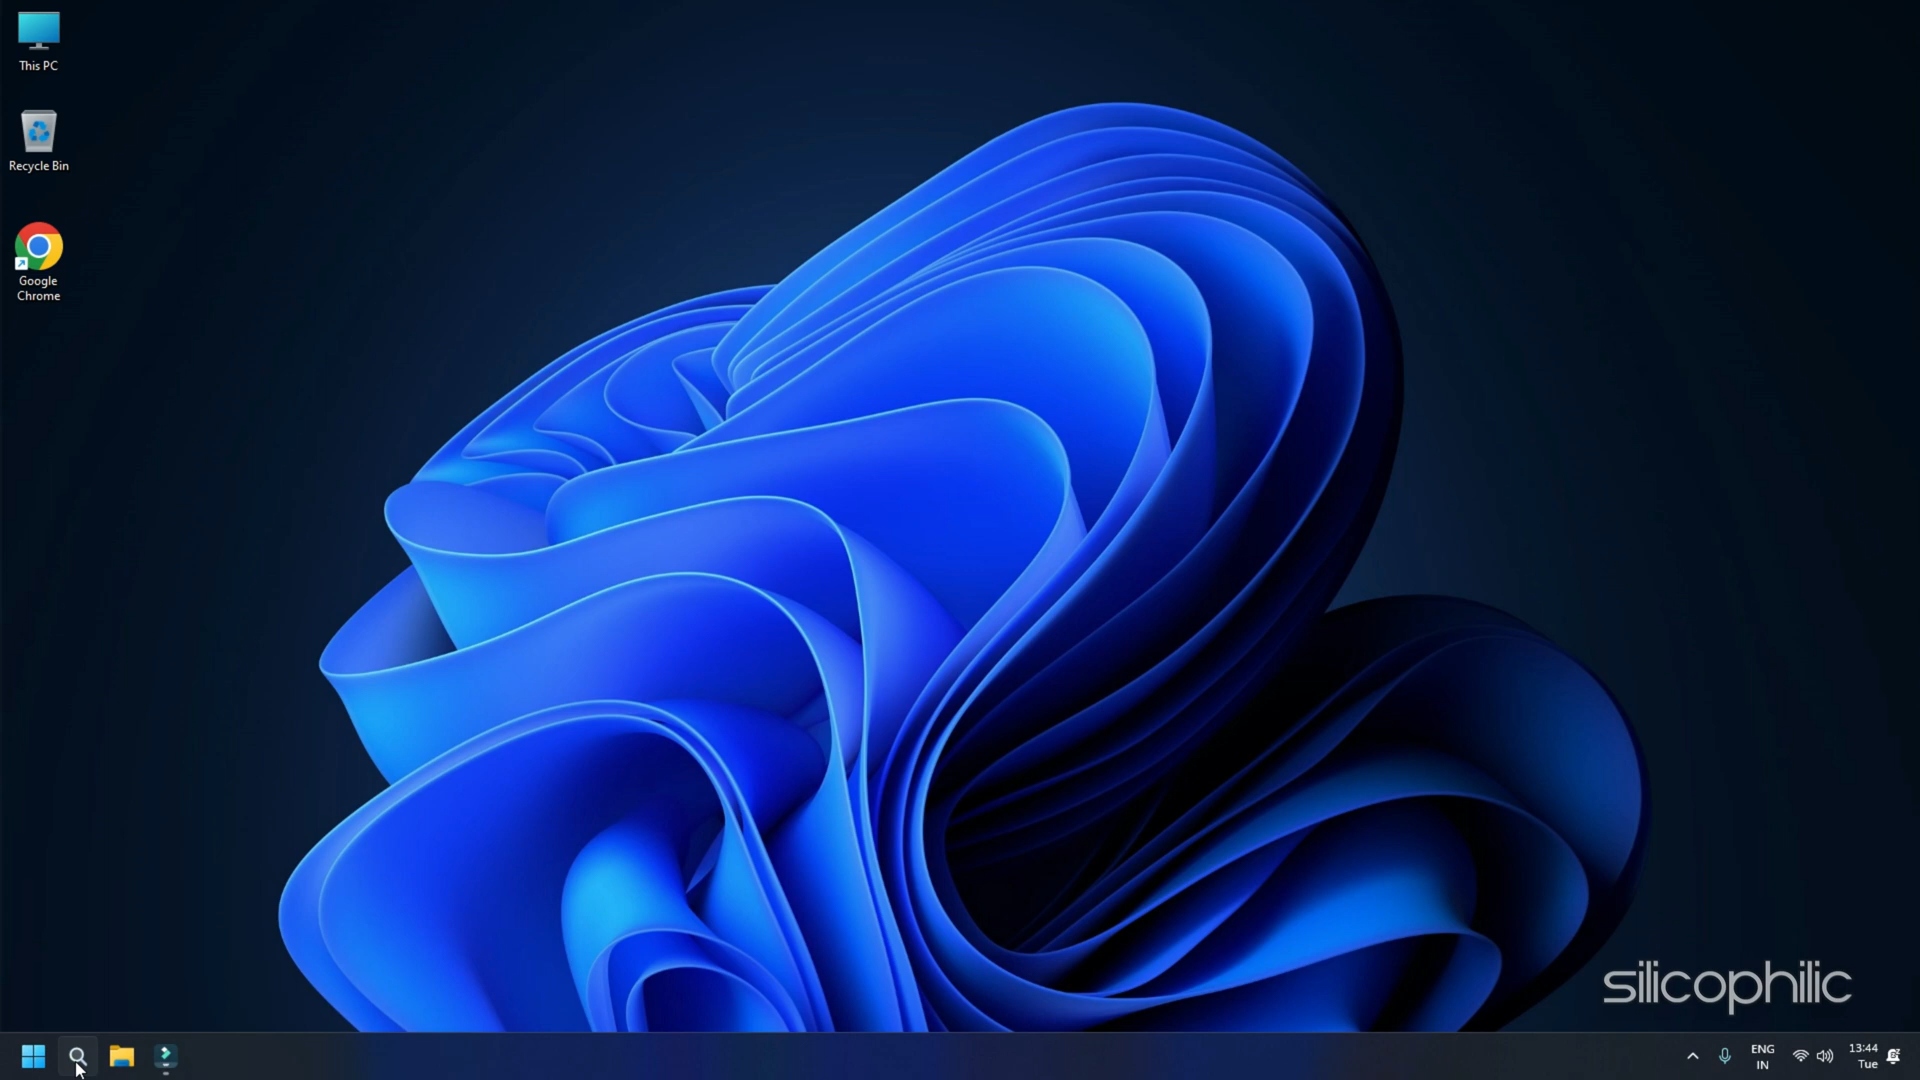 This PC
Recycle Bin
Google
Chrome
silicophilic
ENG
IN
13:44
Tue